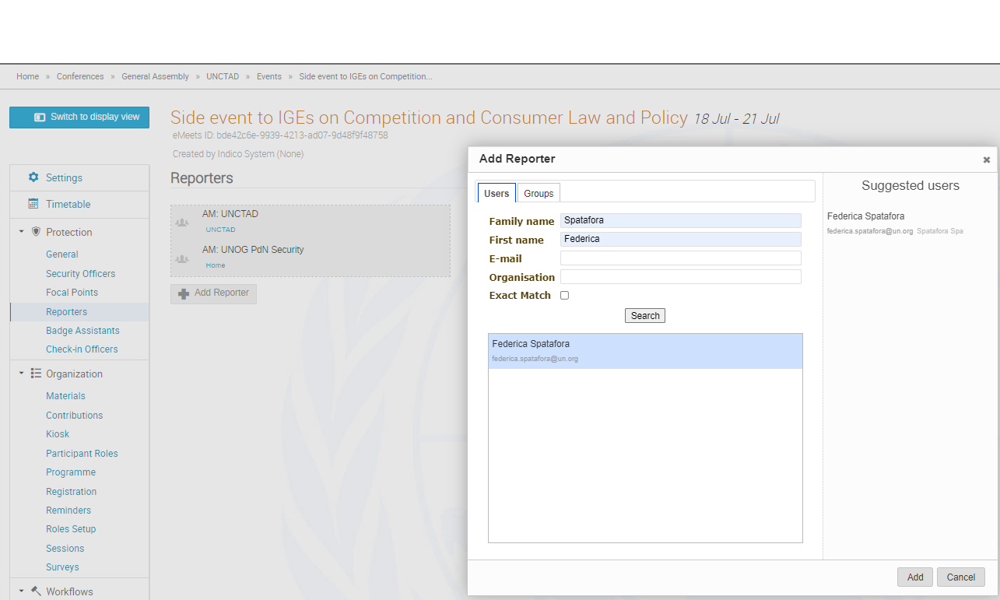 Home » Conferences » General Assembly » UNCTAD » Events » Side event to IGEs on Competition...
Switch to display view
Side event to IGEs on Competition and Consumer Law and Policy 18 Jul - 21 Jul
eMeets ID: bde42c6e-9939-4213-ad07-9d48f9f48758
Created by Indico System (None)
Settings
Timetable
Protection
General
Security Officers
Focal Points
Reporters
Badge Assistants
Check-in Officers
Organization
Materials
Contributions
Kiosk
Participant Roles
Programme
Registration
Reminders
Roles Setup
Sessions
Surveys
Workflows
Reporters
AM: UNCTAD
UNCTAD
AM: UNOG PdN Security
Home
Add Reporter
Add Reporter
Users Groups
Family name Spatafora
First name Federica
E-mail
Organisation
Exact Match
Search
Federica Spatafora
federica.spatafora@un.org
Suggested users
Federica Spatafora
federica.spatafora@un.org Spatafora Spa
Add Cancel